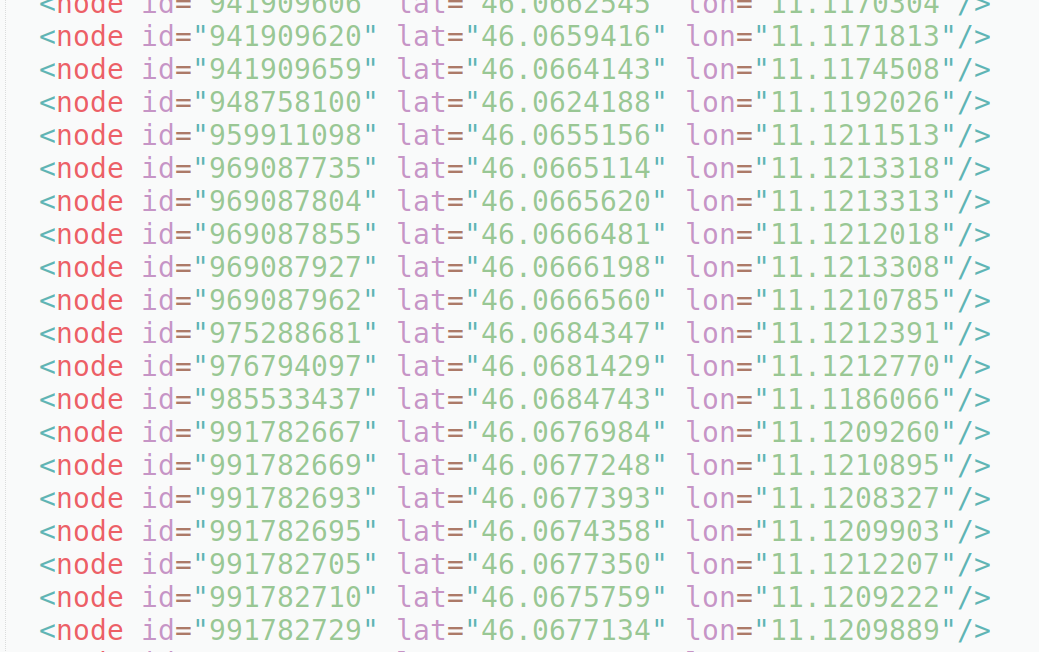 <node id="941909606" lat="46.0662545" lon="11.1170304"/>
<node id="941909620" lat="46.0659416" lon="11.1171813"/>
<node id="941909659" lat="46.0664143" lon="11.1174508"/>
<node id="948758100" lat="46.0624188" lon="11.1192026"/>
<node id="959911098" lat="46.0655156" lon="11.1211513"/>
<node id="969087735" lat="46.0665114" lon="11.1213318"/>
<node id="969087804" lat="46.0665620" lon="11.1213313"/>
<node id="969087855" lat="46.0666481" lon="11.1212018"/>
<node id="969087927" lat="46.0666198" lon="11.1213308"/>
<node id="969087962" lat="46.0666560" lon="11.1210785"/>
<node id="975288681" lat="46.0684347" lon="11.1212391"/>
<node id="976794097" lat="46.0681429" lon="11.1212770"/>
<node id="985533437" lat="46.0684743" lon="11.1186066"/>
<node id="991782667" lat="46.0676984" lon="11.1209260"/>
<node id="991782669" lat="46.0677248" lon="11.1210895"/>
<node id="991782693" lat="46.0677393" lon="11.1208327"/>
<node id="991782695" lat="46.0674358" lon="11.1209903"/>
<node id="991782705" lat="46.0677350" lon="11.1212207"/>
<node id="991782710" lat="46.0675759" lon="11.1209222"/>
<node id="991782729" lat="46.0677134" lon="11.1209889"/>